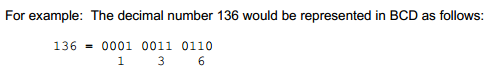 For example:  The decimal number 136 would be represented in BCD as follows:
136 = 0001 0011 0110
1 3 6